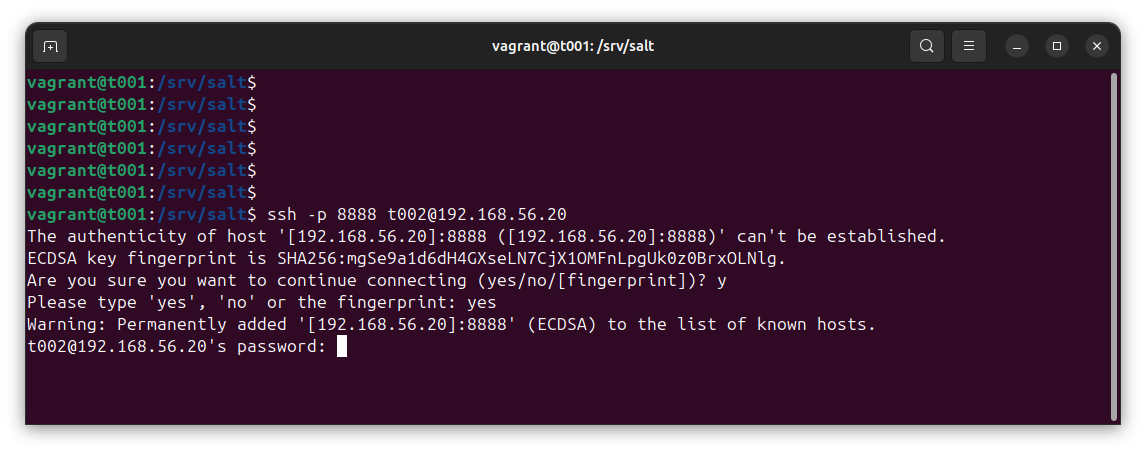 vagrant@t001: /srv/salt
vagrant@t001:/srv/salt$
vagrant@t001:/srv/salt$
vagrant@t001:/srv/salt$
vagrant@t001:/srv/salt$
vagrant@t001:/srv/salt$
vagrant@t001:/srv/salt$
vagrant@t001:/srv/salt$ ssh -p 8888 t002@192.168.56.20
The authenticity of host '[192.168.56.20]:8888 ([192.168.56.20]:8888)' can't be established.
ECDSA key fingerprint is SHA256:mgSe9a1d6dH4GXseLN7CjX1OMFnLpgUk0z0BrxOLNlg.
Are you sure you want to continue connecting (yes/no/[fingerprint])? y
Please type 'yes', 'no' or the fingerprint: yes
Warning: Permanently added '[192.168.56.20]:8888' (ECDSA) to the list of known hosts.
t002@192.168.56.20's password: